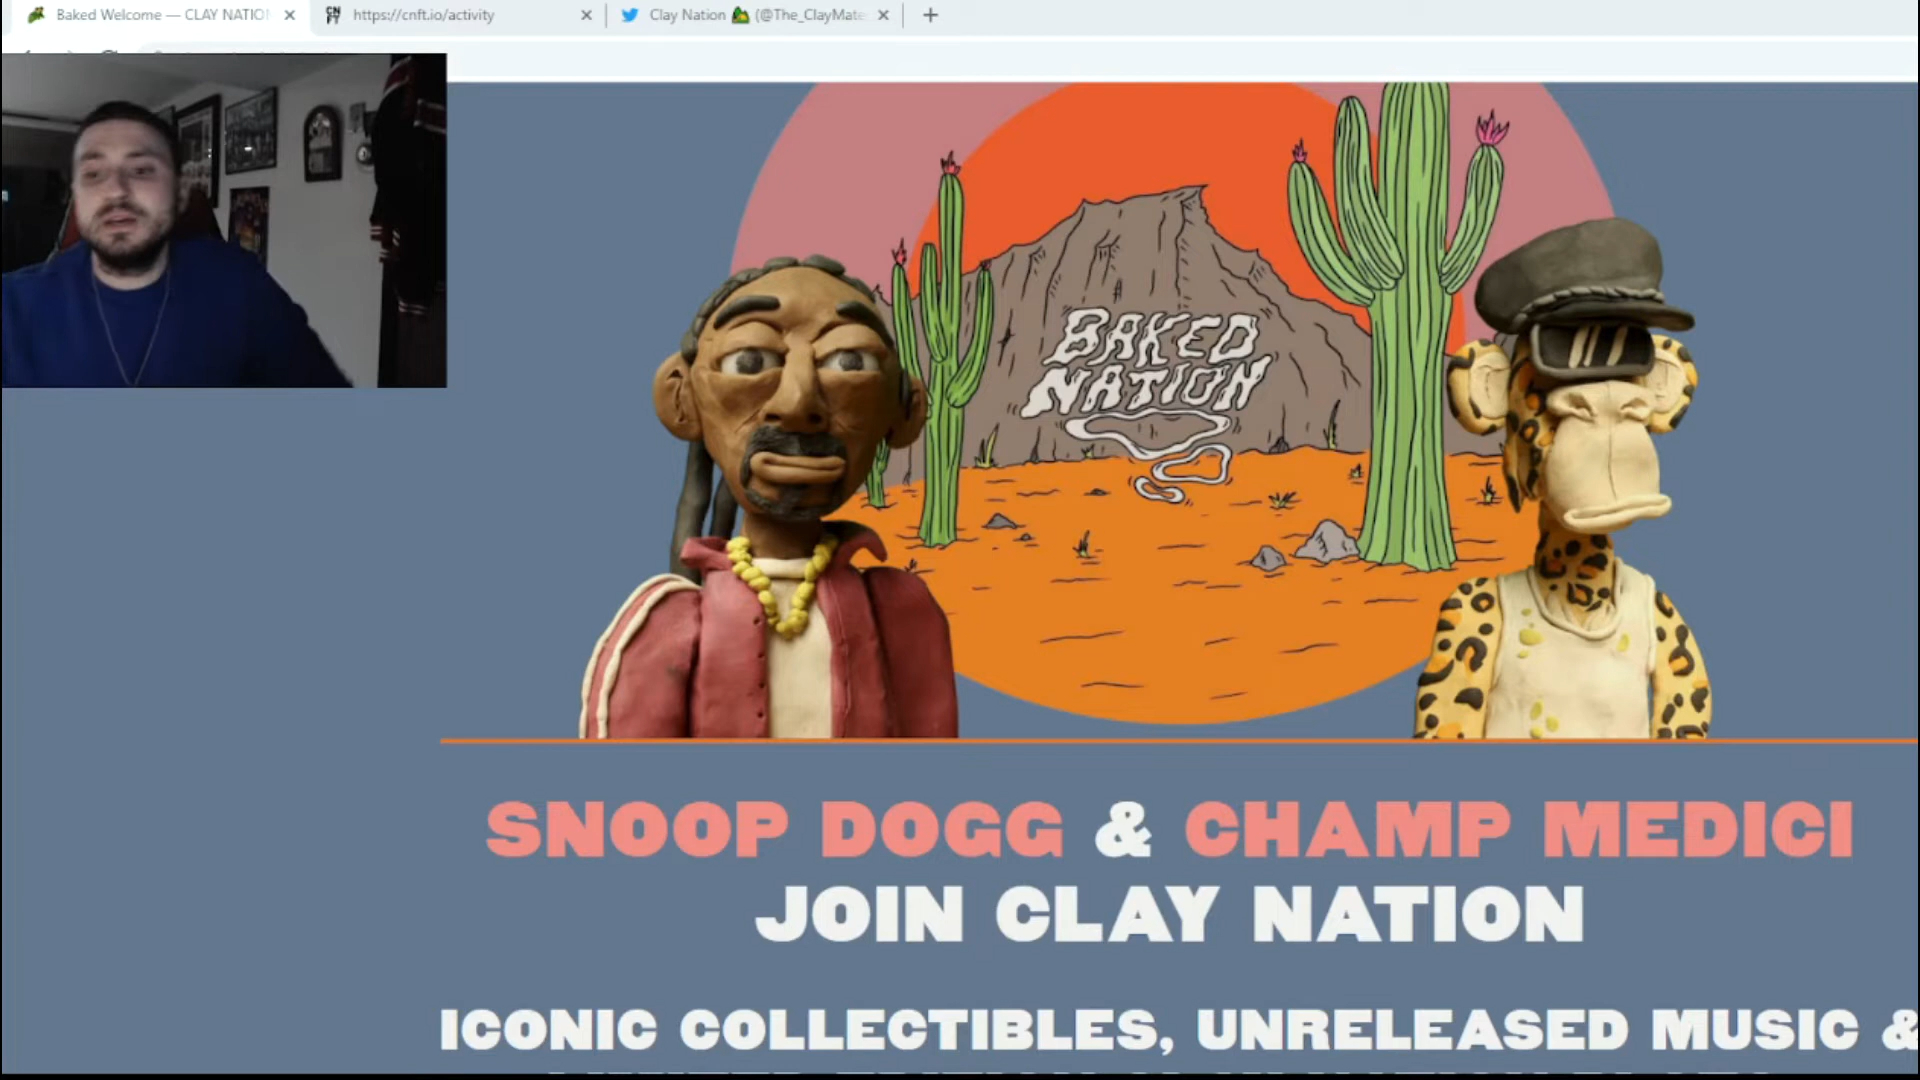 Baked Welcome — CLAY NATIO
CNFT
https://cnft.io/activity
Clay Nation
(@The_ClayMate
BAKED
NATION
SNOOP DOGG & CHAMP MEDICI
JOIN CLAY NATION
ICONIC COLLECTIBLES, UNRELEASED MUSIC &